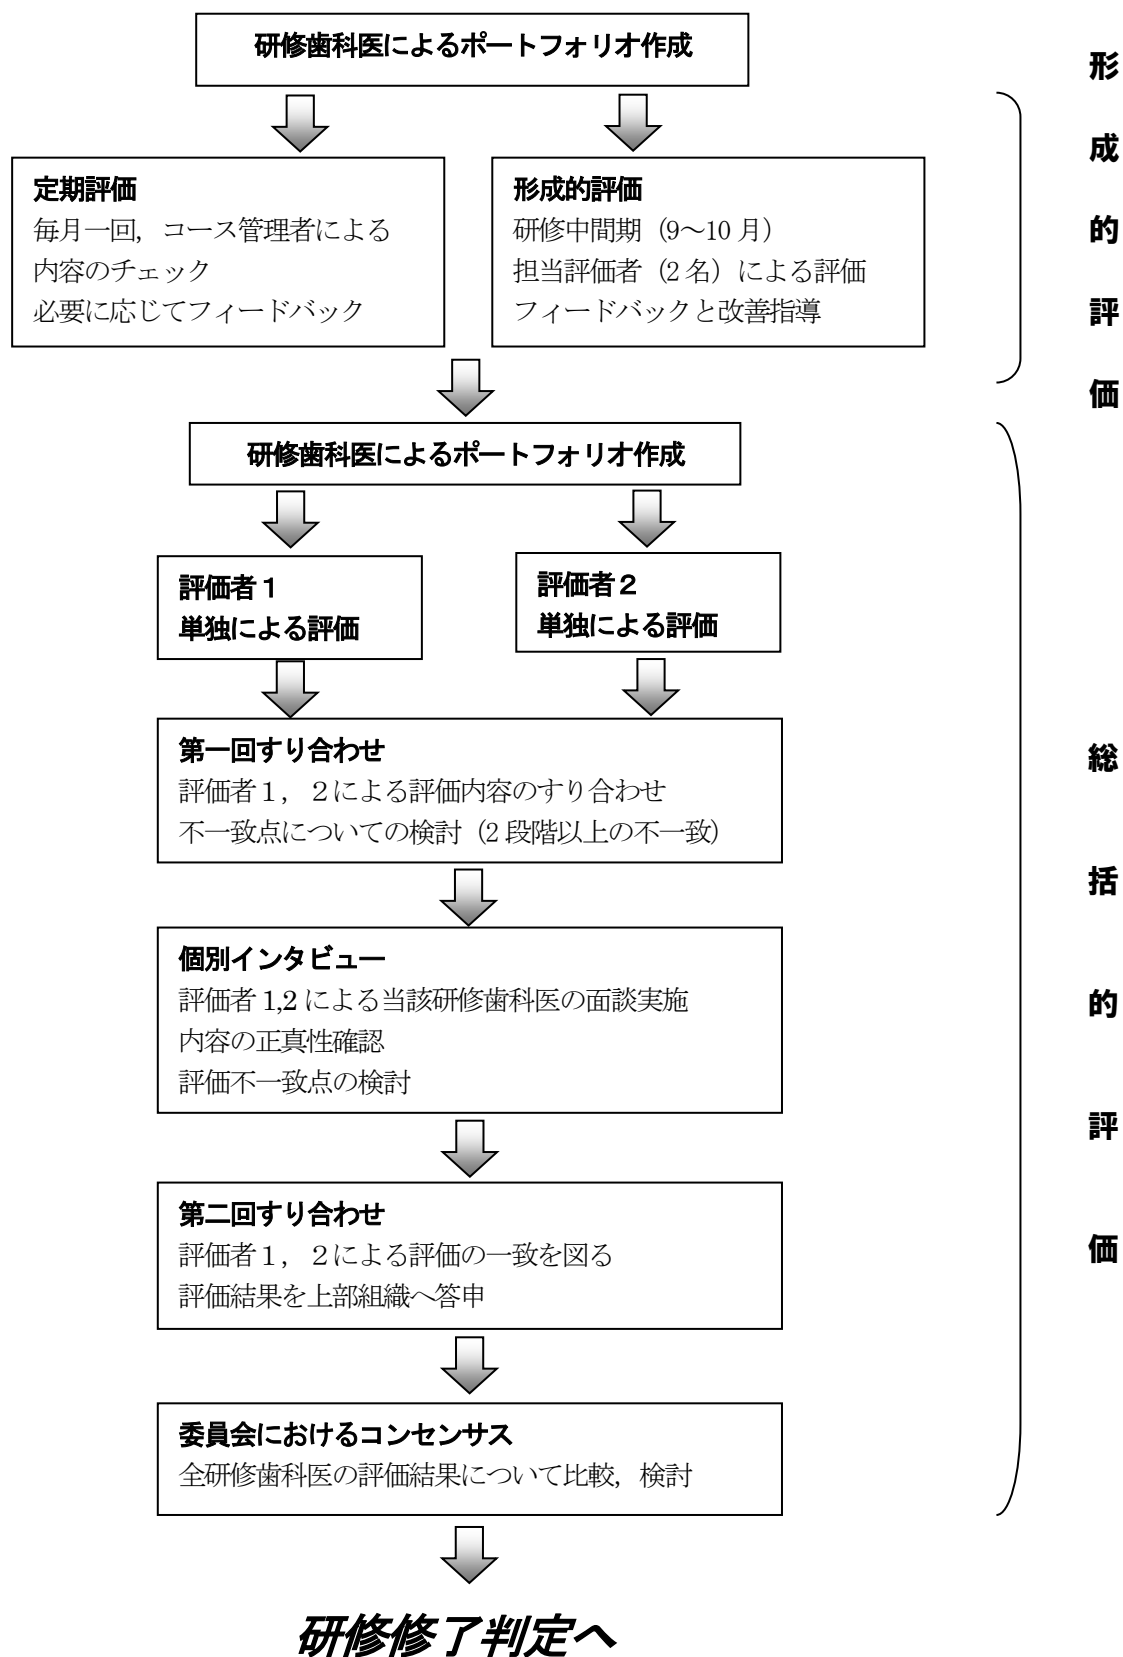 研修歯科医によるポートフォリオ作成
定期評価
毎月一回，コース管理者による
内容のチェック
必要に応じてフィードバック
形成的評価
研修中間期（9～10 月）
担当評価者（2 名）による評価
フィードバックと改善指導
形成的評価
研修歯科医によるポートフォリオ作成
評価者１
単独による評価
評価者２
単独による評価
第一回すり合わせ
評価者１，２による評価内容のすり合わせ
不一致点についての検討（2 段階以上の不一致）
個別インタビュー
評価者 1,2 による当該研修歯科医の面談実施
内容の正真性確認
評価不一致点の検討
第二回すり合わせ
評価者１，２による評価の一致を図る
評価結果を上部組織へ答申
委員会におけるコンセンサス
全研修歯科医の評価結果について比較，検討
総括的評価
研修修了判定へ